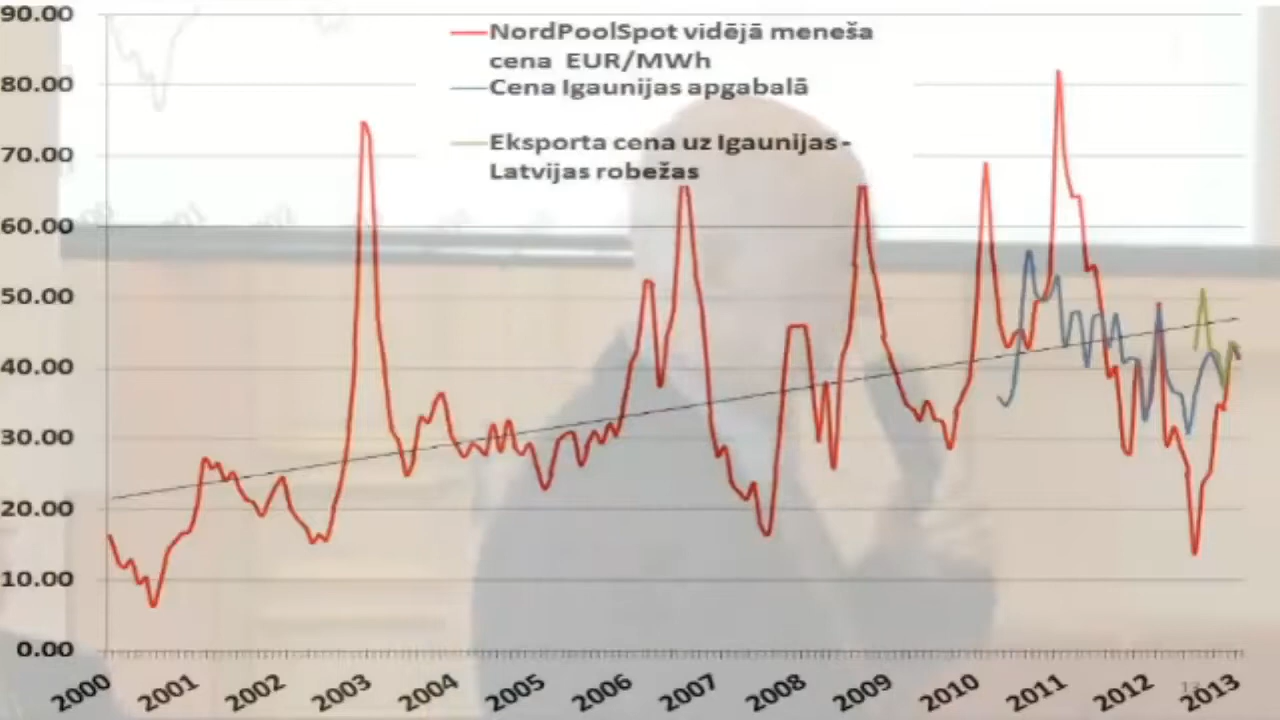 90.00
NordPoolSpot vidējā meneša
cena EUR/MWh
80.00
Cena Igaunijas apgabalā
70.00
Eksporta cena uz Igaunijas-
Latvijas robežas
60.00
50.00
40.00
30.00
20.00
10.00
0.00
2000 2001 2002 2003 2004 2005 2006 2007 2008 2009 2010 2011 2012 2013